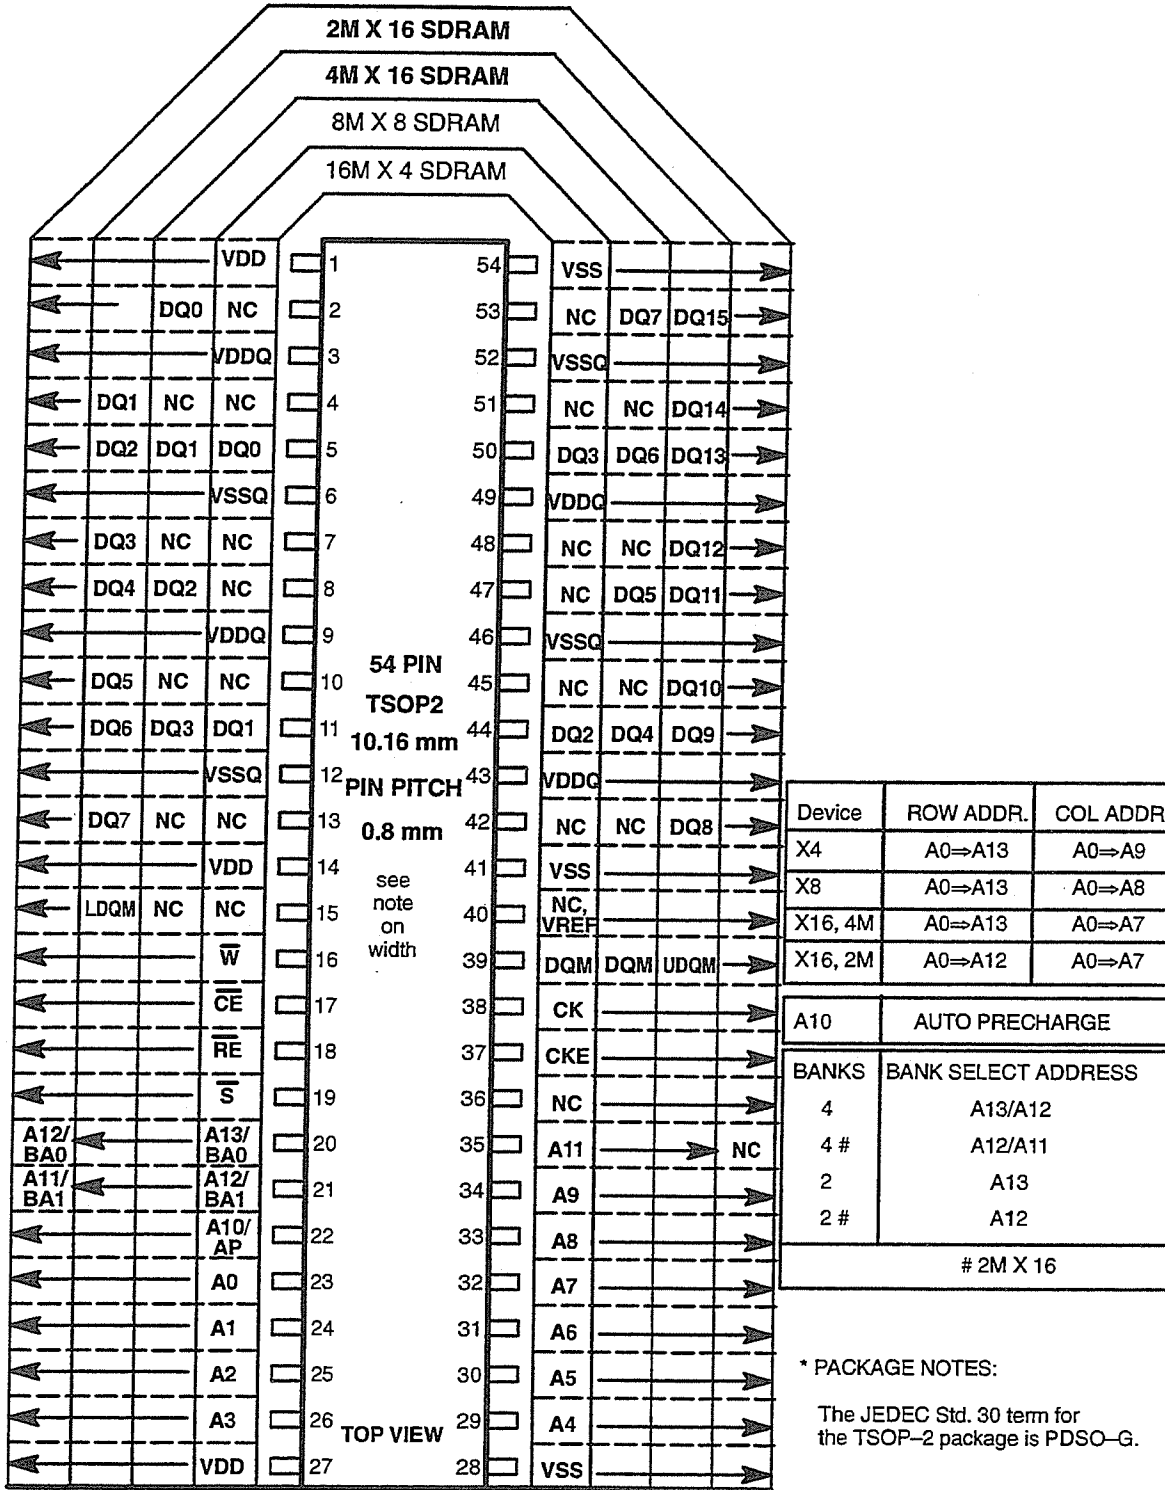 2M X 16 SDRAM
4M X 16 SDRAM
8M X 8 SDRAM
16M X 4 SDRAM
VDD 1 54 VSS
DQ0 NC 2 53 NC DQ7 DQ15
VDDQ 3 52 VSSQ
DQ1 NC NC 4 51 NC NC DQ14
DQ2 DQ1 DQ0 5 50 DQ3 DQ6 DQ13
VSSQ 6 49 VDDQ
DQ3 NC NC 7 48 NC NC DQ12
DQ4 DQ2 NC 8 47 NC DQ5 DQ11
VDDQ 9 46 VSSQ
DQ5 NC NC 10 45 NC NC DQ10
DQ6 DQ3 DQ1 11 44 DQ2 DQ4 DQ9
VSSQ 12 43 VDDQ
DQ7 NC NC 13 42 NC NC DQ8
VDD 14 41 VSS
LDQM NC NC 15 40 NC, VREF
W 16 39 DQM DQM UDQM
CE 17 38 CK
RE 18 37 CKE
S 19 36 NC
A12/BA0 A13/BA0 20 35 A11 NC
A11/BA1 A12/BA1 21 34 A9
A10/AP 22 33 A8
A0 23 32 A7
A1 24 31 A6
A2 25 30 A5
A3 26 29 A4
VDD 27 28 VSS
54 PIN
TSOP2
10.16 mm
PIN PITCH
0.8 mm
see
note
on
width
TOP VIEW
Device ROW ADDR. COL ADDR
X4 A0⇒A13 A0⇒A9
X8 A0⇒A13 A0⇒A8
X16, 4M A0⇒A13 A0⇒A7
X16, 2M A0⇒A12 A0⇒A7
A10 AUTO PRECHARGE
BANKS BANK SELECT ADDRESS
4 A13/A12
4 # A12/A11
2 A13
2 # A12
# 2M X 16
* PACKAGE NOTES:
The JEDEC Std. 30 term for
the TSOP–2 package is PDSO–G.